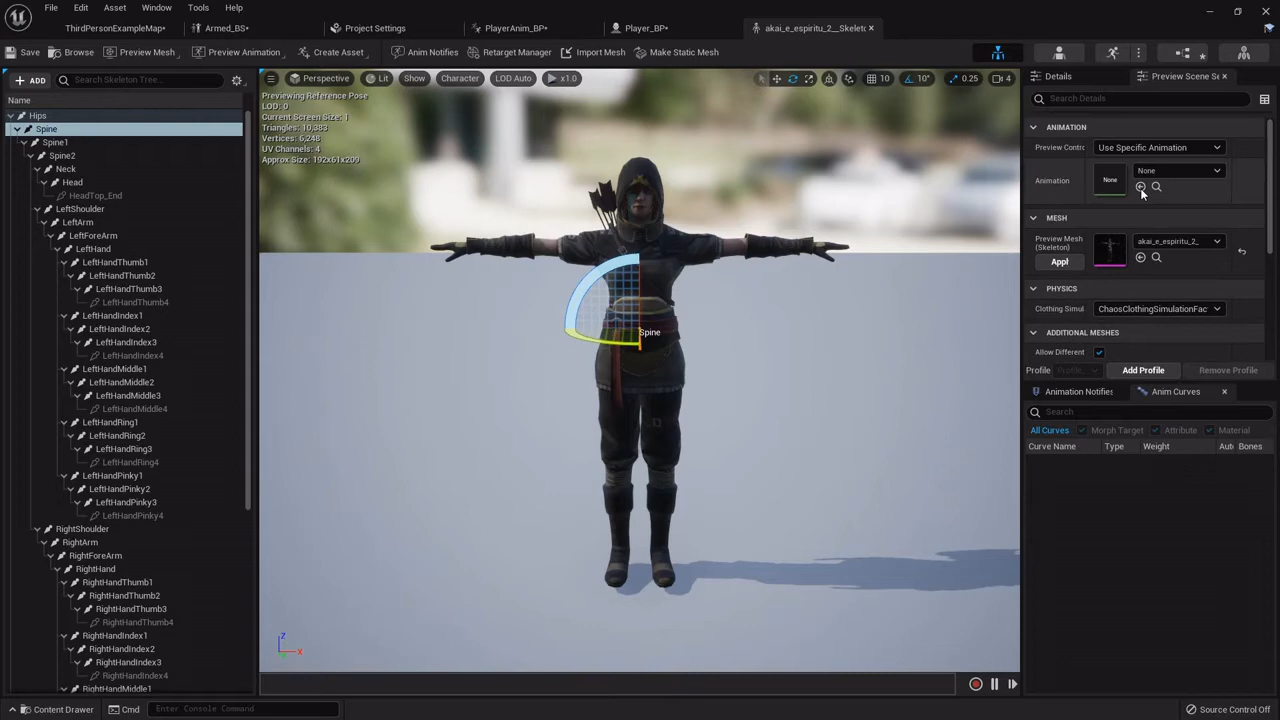 File Edit Asset Animation Tools Help
ThirdPersonExampleMap*
Armed_BS*
Project Settings
PlayerAnim_BP*
Player_BP*
akai_e_espiritu_2__Skeletc
Save Browse Preview Mesh Preview Animation Create Asset Anim Notifies Retarget Manager Import Mesh Make Static Mesh
ADD
Search Skeleton Tree...
Name
Hips
Spine
Spine1
Spine2
Neck
Head
HeadTop_End
LeftShoulder
LeftArm
LeftForeArm
LeftHand
LeftHandThumb1
LeftHandThumb2
LeftHandThumb3
LeftHandThumb4
LeftHandIndex1
LeftHandIndex2
LeftHandIndex3
LeftHandIndex4
LeftHandMiddle1
LeftHandMiddle2
LeftHandMiddle3
LeftHandMiddle4
LeftHandRing1
LeftHandRing2
LeftHandRing3
LeftHandRing4
LeftHandPinky1
LeftHandPinky2
LeftHandPinky3
LeftHandPinky4
RightShoulder
RightArm
RightForeArm
RightHand
RightHandThumb1
RightHandThumb2
RightHandThumb3
RightHandThumb4
RightHandIndex1
RightHandIndex2
RightHandIndex3
RightHandIndex4
RightHandMiddle1
Perspective Lit Show Character LOD Auto x1.0
10 10° 0.25 4
Previewing Reference Pose
LOD: 0
Current Screen Size: 1
Triangles: 10,383
Vertices: 6,248
UV Channels: 4
Approx Size: 192x61x209
Spine
Z
X
Details
Preview Scene Se
Search Details
ANIMATION
Preview Contrc Use Specific Animation
Animation None None
MESH
Preview Mesh
(Skeleton)
Appl
akai_e_espiritu_2_
PHYSICS
Clothing Simul ChaosClothingSimulationFac
ADDITIONAL MESHES
Allow Different
Profile Profile_ Add Profile Remove Profile
Animation Notifies
Anim Curves
Search
All Curves Morph Target Attribute Material
Curve Name Type Weight Aut Bones
Content Drawer Cmd Enter Console Command
Source Control Off